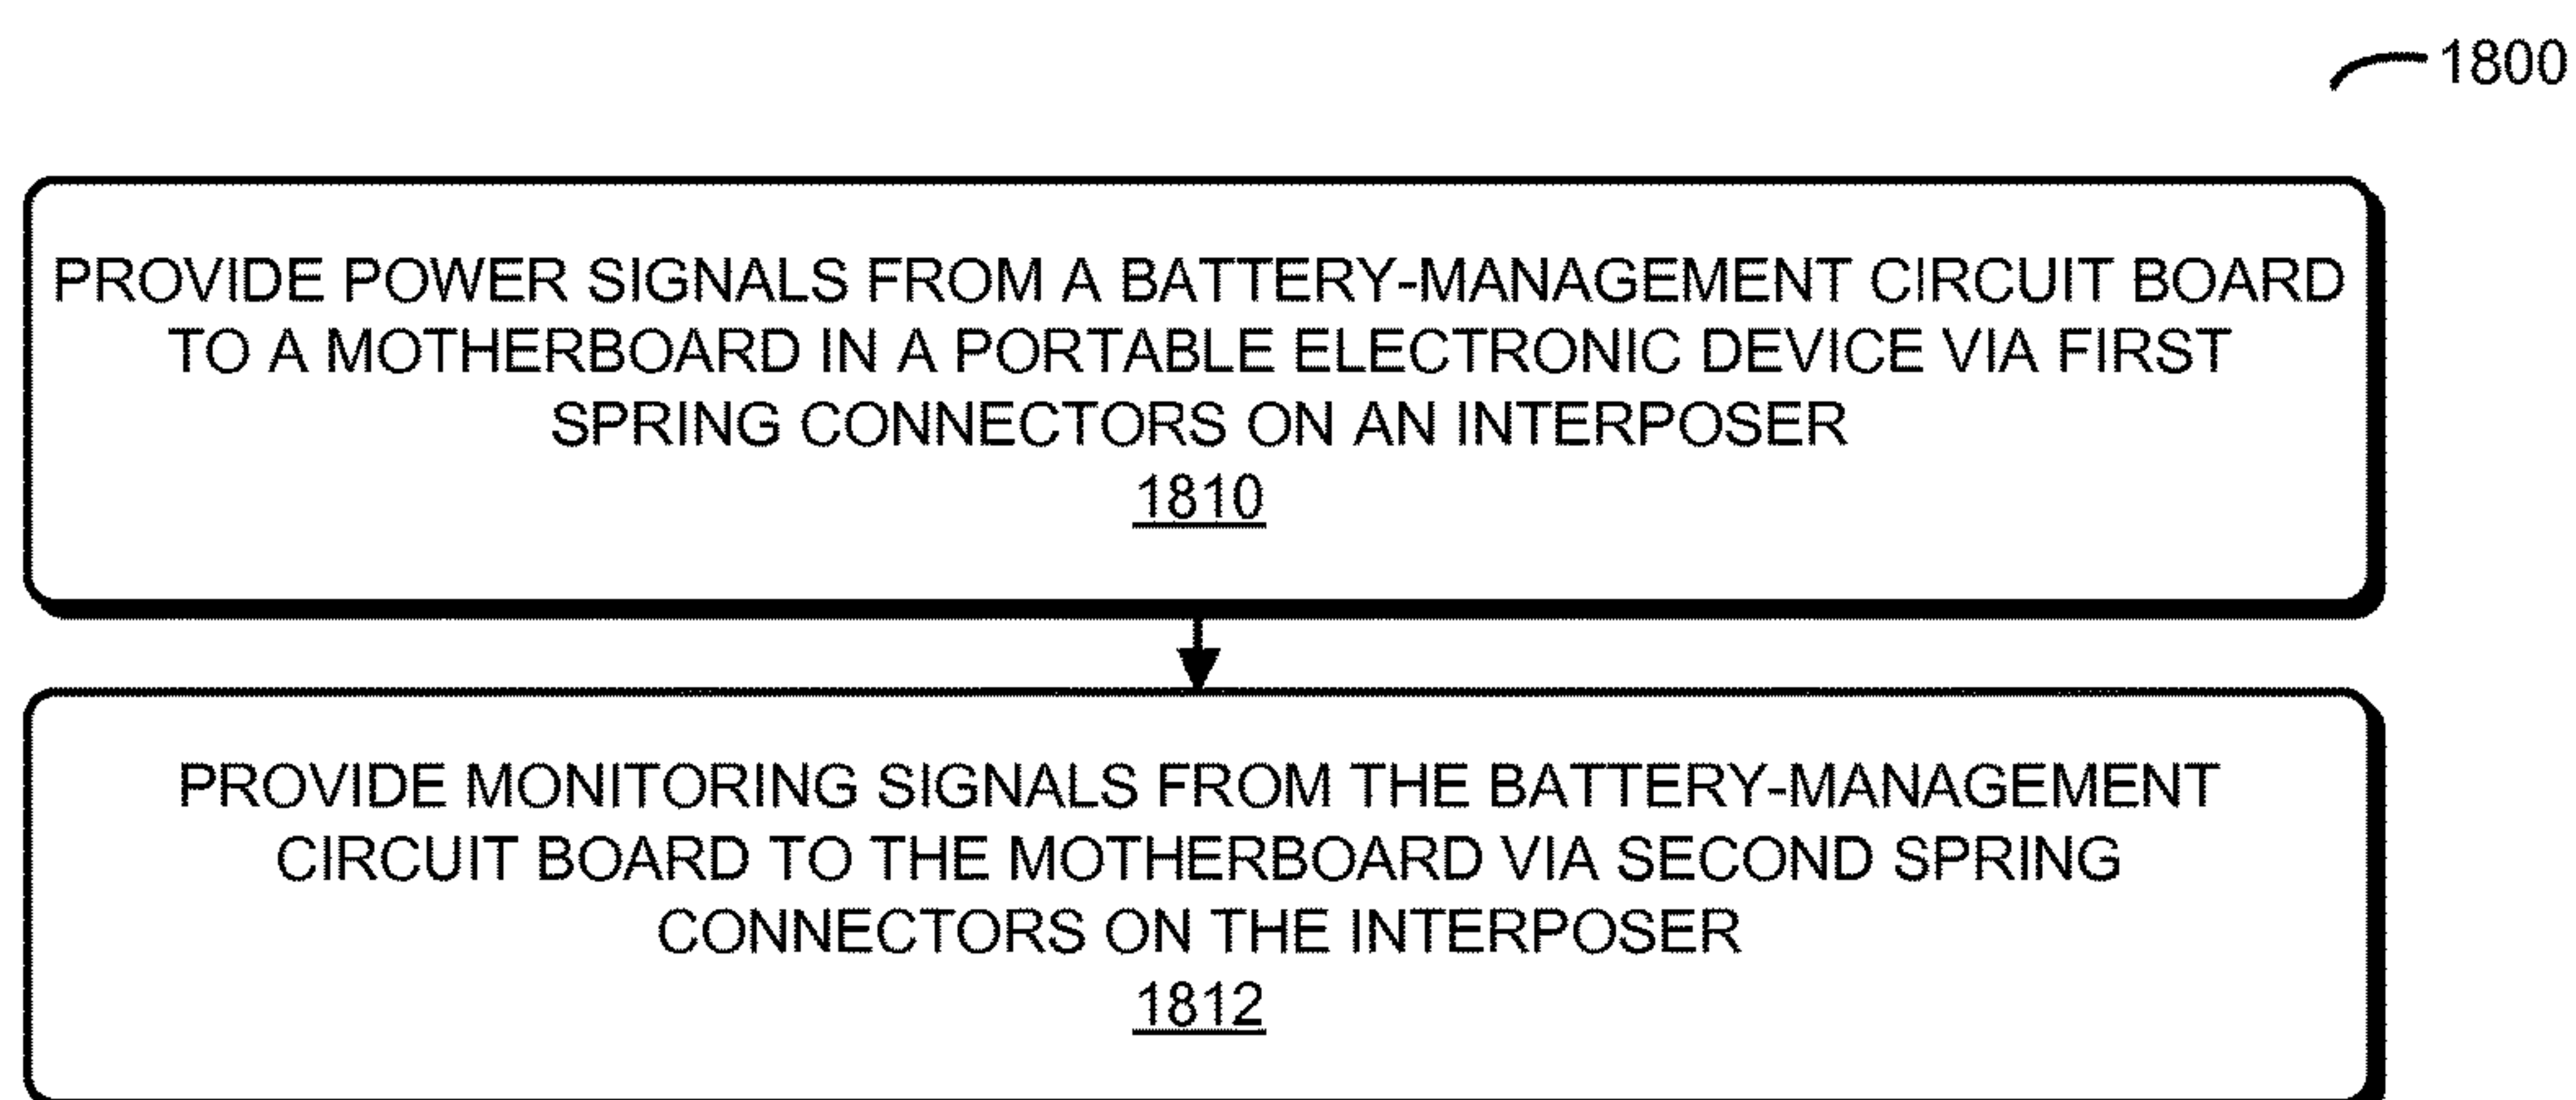 1800
PROVIDE POWER SIGNALS FROM A BATTERY-MANAGEMENT CIRCUIT BOARD
TO A MOTHERBOARD IN A PORTABLE ELECTRONIC DEVICE VIA FIRST
SPRING CONNECTORS ON AN INTERPOSER
1810
PROVIDE MONITORING SIGNALS FROM THE BATTERY-MANAGEMENT
CIRCUIT BOARD TO THE MOTHERBOARD VIA SECOND SPRING
CONNECTORS ON THE INTERPOSER
1812